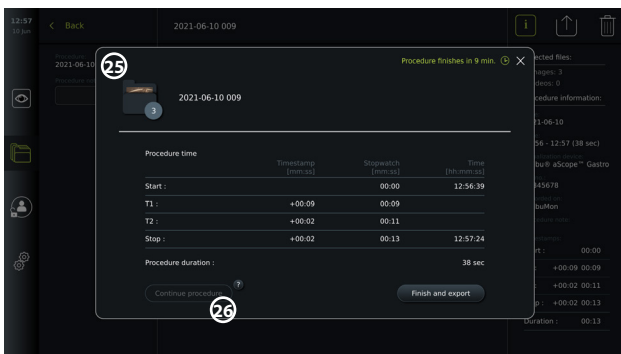 12:57
10 Jun
Back
2021-06-10 009
i
ected files:
ages: 3
deos: 0
cedure information:
2021-06-10
21-06-10
56 - 12:57 (38 sec)
bu® aScope™ Gastro
45678
buMon
rt : 00:00
+00:09 00:09
+00:02 00:11
p : +00:02 00:13
Duration : 00:13
25
Procedure finishes in 9 min.
3
2021-06-10 009
Procedure time
Timestamp [mm:ss] Stopwatch [mm:ss] Time [hh:mm:ss]
Start : 00:00 12:56:39
T1 : +00:09 00:09
T2 : +00:02 00:11
Stop : +00:02 00:13 12:57:24
Procedure duration : 38 sec
Continue procedure ?
Finish and export
26